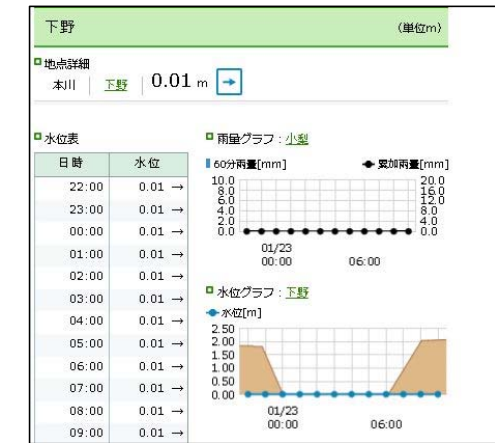 下野 (単位m)
地点詳細
本川 下野 0.01 m →
水位表
日時 水位
22:00 0.01 →
23:00 0.01 →
00:00 0.01 →
01:00 0.01 →
02:00 0.01 →
03:00 0.01 →
04:00 0.01 →
05:00 0.01 →
06:00 0.01 →
07:00 0.01 →
08:00 0.01 →
09:00 0.01 →
雨量グラフ：小梨
60分雨量[mm] 累加雨量[mm]
10.0 20.0
8.0 16.0
6.0 12.0
4.0 8.0
2.0 4.0
0.0 0.0
01/23
00:00 06:00
水位グラフ：下野
水位[m]
2.50
2.00
1.50
1.00
0.50
0.00
01/23
00:00 06:00